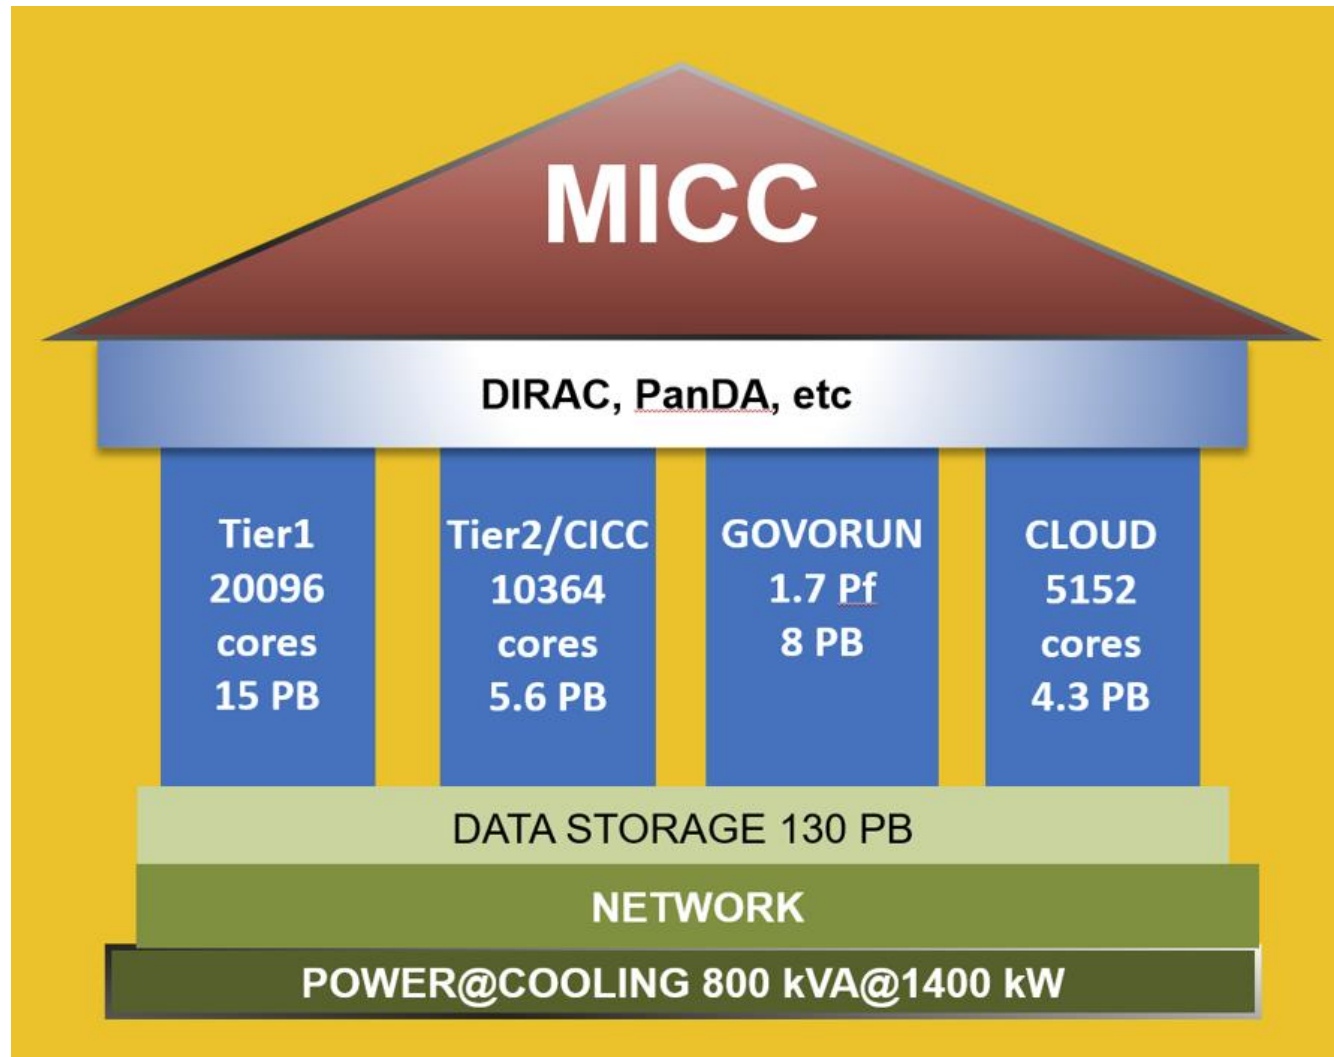 MICC
DIRAC, PanDA, etc
Tier1
20096
cores
15 PB
Tier2/CICC
10364
cores
5.6 PB
GOVORUN
1.7 Pf
8 PB
CLOUD
5152
cores
4.3 PB
DATA STORAGE 130 PB
NETWORK
POWER@COOLING 800 kVA@1400 kW